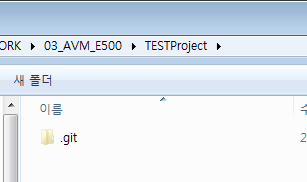 ORK ▸ 03_AVM_E500 ▸ TESTProject ▸
새 폴더
이름
.git